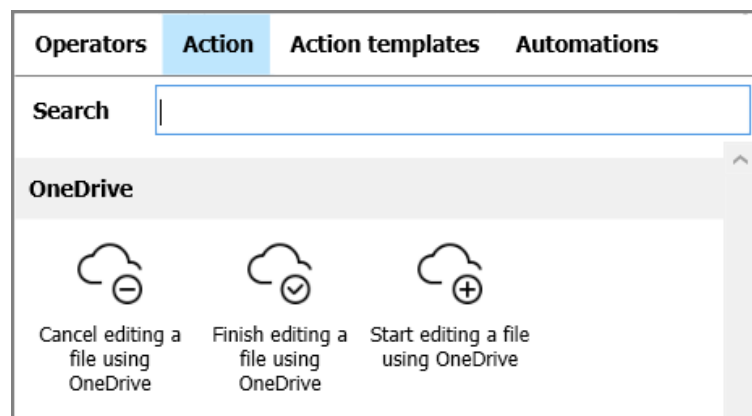 Operators Action Action templates Automations
Search
OneDrive
Cancel editing a file using OneDrive
Finish editing a file using OneDrive
Start editing a file using OneDrive